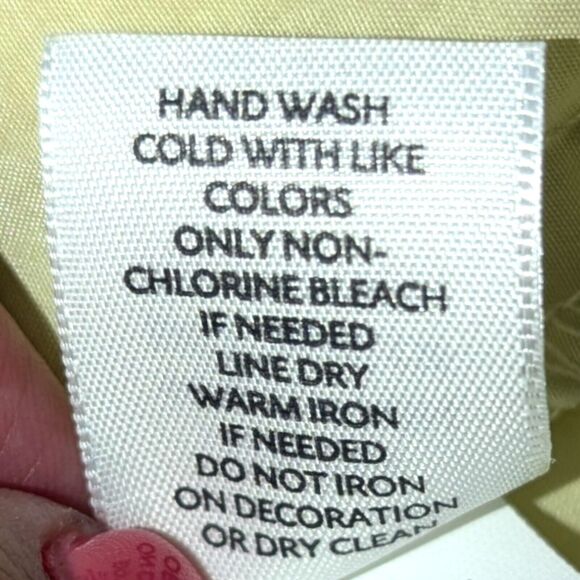 HAND WASH
COLD WITH LIKE
COLORS
ONLY NON-
CHLORINE BLEACH
IF NEEDED
LINE DRY
WARM IRON
IF NEEDED
DO NOT IRON
ON DECORATION
OR DRY CLEAN